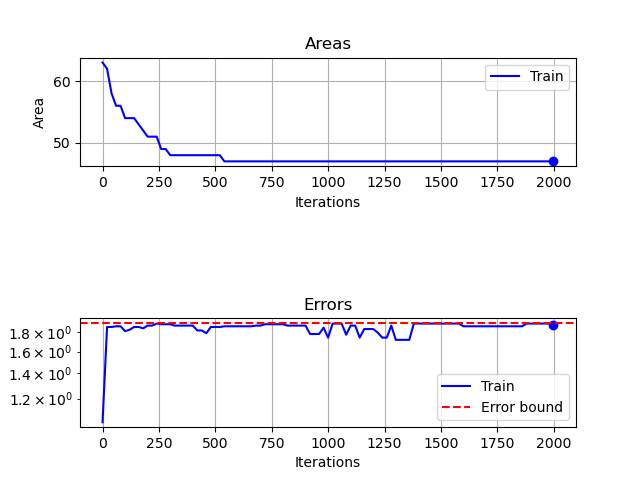 Areas
60
50
Area
Train
0 250 500 750 1000 1250 1500 1750 2000
Iterations
Errors
1.8 × 10⁰
1.6 × 10⁰
1.4 × 10⁰
1.2 × 10⁰
Train
Error bound
0 250 500 750 1000 1250 1500 1750 2000
Iterations